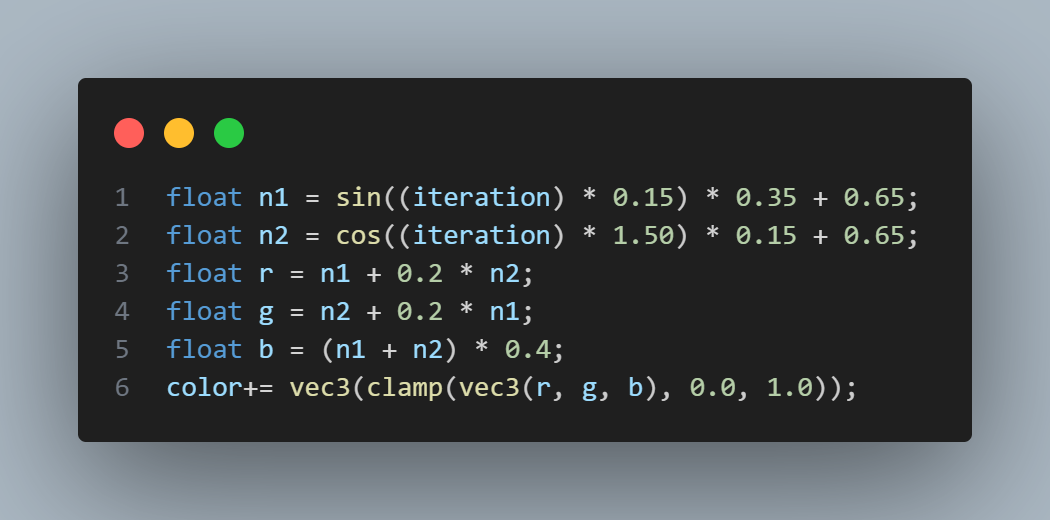 1 float n1 = sin((iteration) * 0.15) * 0.35 + 0.65;
2 float n2 = cos((iteration) * 1.50) * 0.15 + 0.65;
3 float r = n1 + 0.2 * n2;
4 float g = n2 + 0.2 * n1;
5 float b = (n1 + n2) * 0.4;
6 color+= vec3(clamp(vec3(r, g, b), 0.0, 1.0));